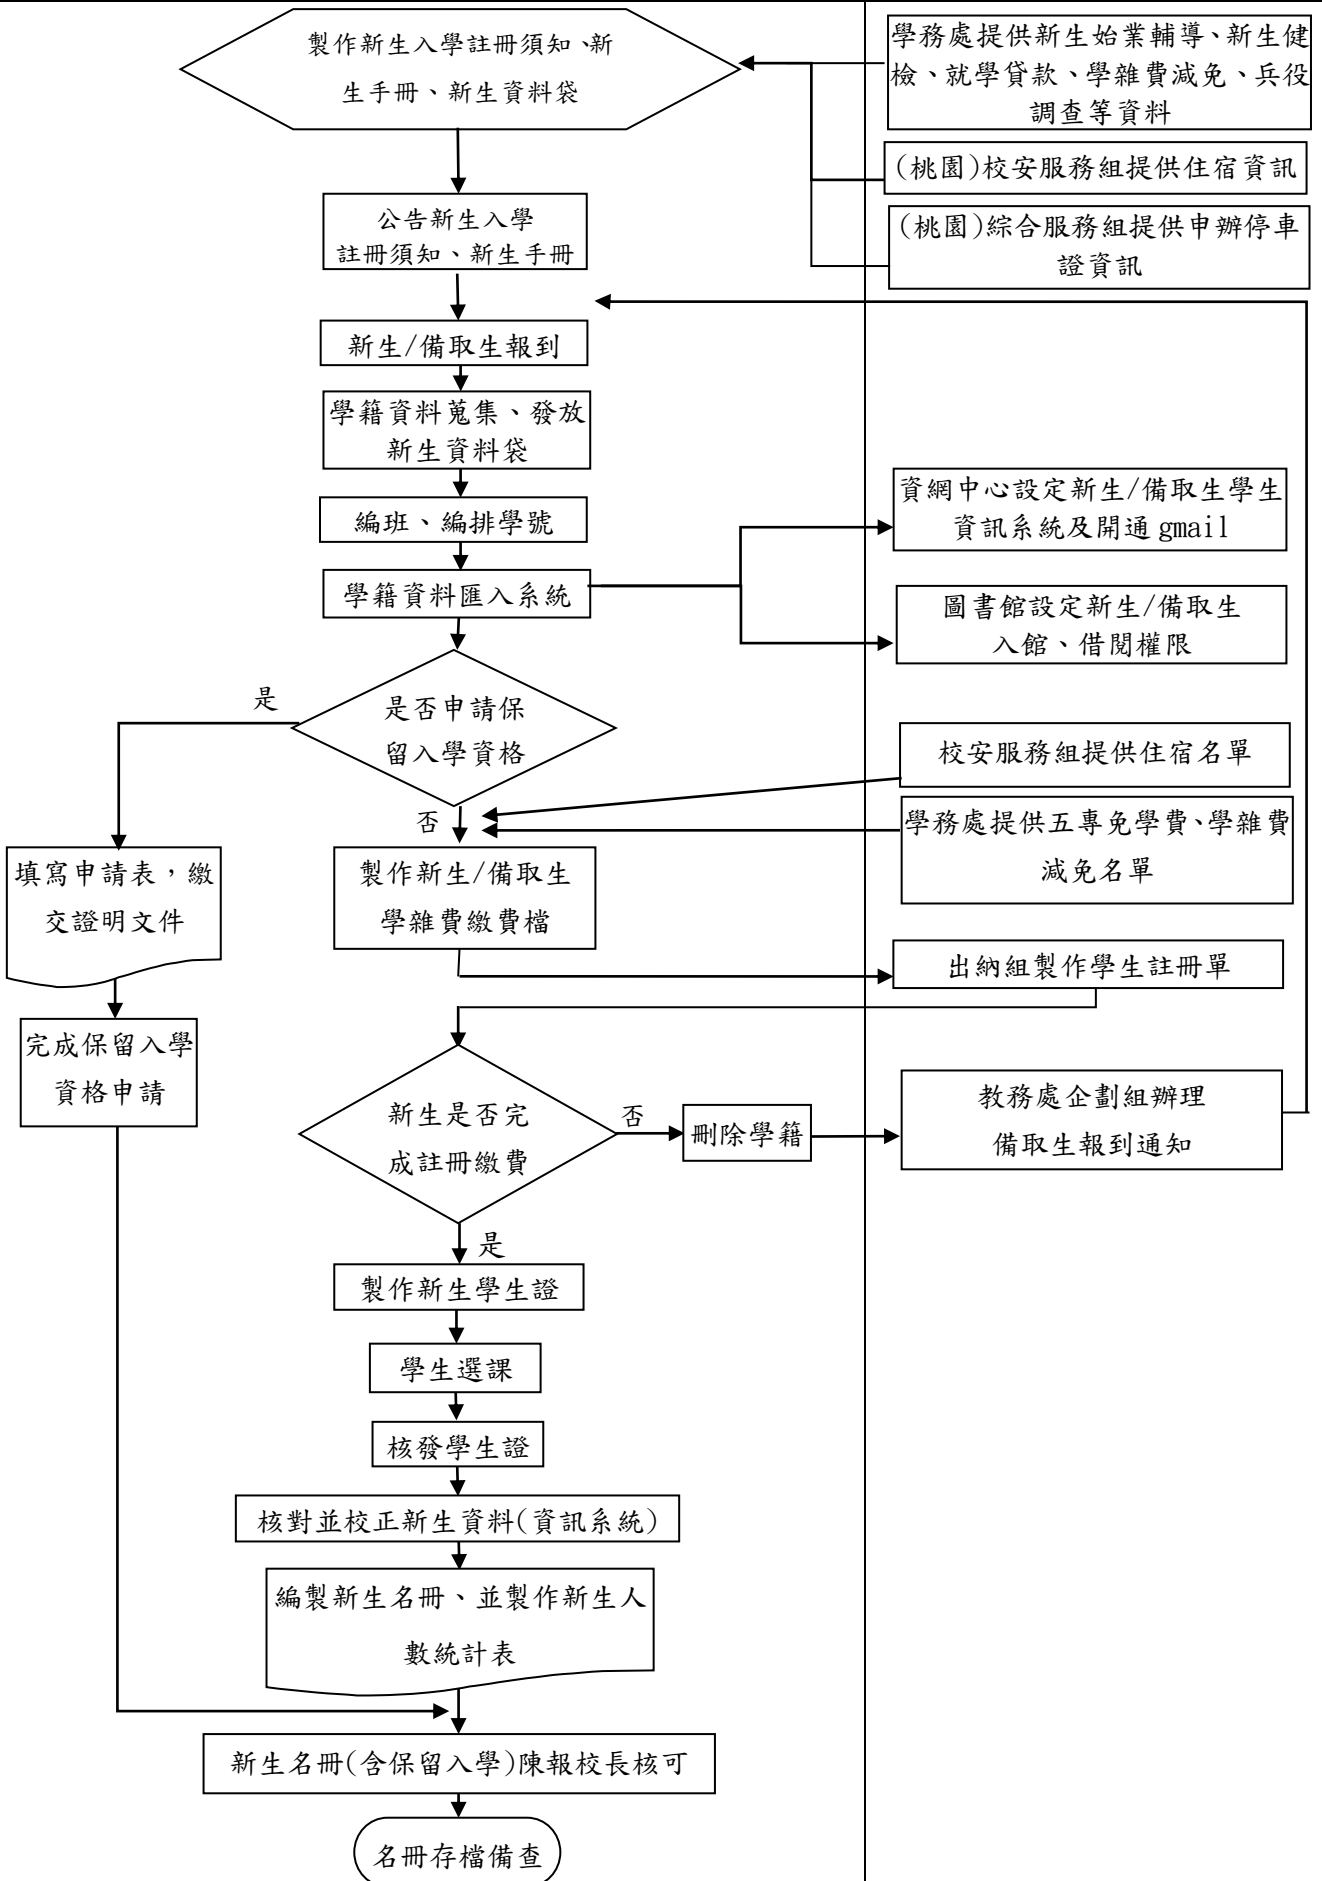 製作新生入學註冊須知、新
生手冊、新生資料袋
學務處提供新生始業輔導、新生健
檢、就學貸款、學雜費減免、兵役
調查等資料
(桃園)校安服務組提供住宿資訊
(桃園)綜合服務組提供申辦停車
證資訊
公告新生入學
註冊須知、新生手冊
新生/備取生報到
學籍資料蒐集、發放
新生資料袋
編班、編排學號
學籍資料匯入系統
資網中心設定新生/備取生學生
資訊系統及開通 gmail
圖書館設定新生/備取生
入館、借閱權限
是
是否申請保
留入學資格
否
校安服務組提供住宿名單
學務處提供五專免學費、學雜費
減免名單
填寫申請表，繳
交證明文件
製作新生/備取生
學雜費繳費檔
出納組製作學生註冊單
完成保留入學
資格申請
新生是否完
成註冊繳費
否
刪除學籍
教務處企劃組辦理
備取生報到通知
是
製作新生學生證
學生選課
核發學生證
核對並校正新生資料(資訊系統)
編製新生名冊、並製作新生人
數統計表
新生名冊(含保留入學)陳報校長核可
名冊存檔備查